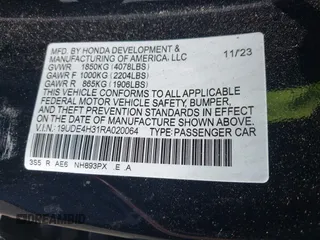 MFD. BY HONDA DEVELOPMENT &
MANUFACTURING OF AMERICA, LLC 11/23
GVWR 1850KG (4078LBS)
GAWR F 1000KG (2204LBS)
GAWR R 865KG (1906LBS)
THIS VEHICLE CONFORMS TO ALL APPLICABLE
FEDERAL MOTOR VEHICLE SAFETY, BUMPER,
AND THEFT PREVENTION STANDARDS IN
EFFECT ON THE DATE OF MANUFACTURE
SHOWN ABOVE.
V.I.N.: 19UDE4H31RA020064 TYPE:PASSENGER CAR
3S5 R AE6 NH893PX .E .A